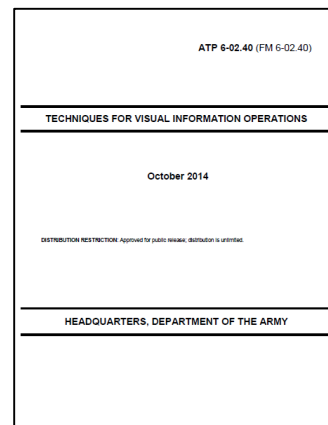 ATP 6-02.40 (FM 6-02.40)
TECHNIQUES FOR VISUAL INFORMATION OPERATIONS
October 2014
DISTRIBUTION RESTRICTION: Approved for public release; distribution is unlimited.
HEADQUARTERS, DEPARTMENT OF THE ARMY